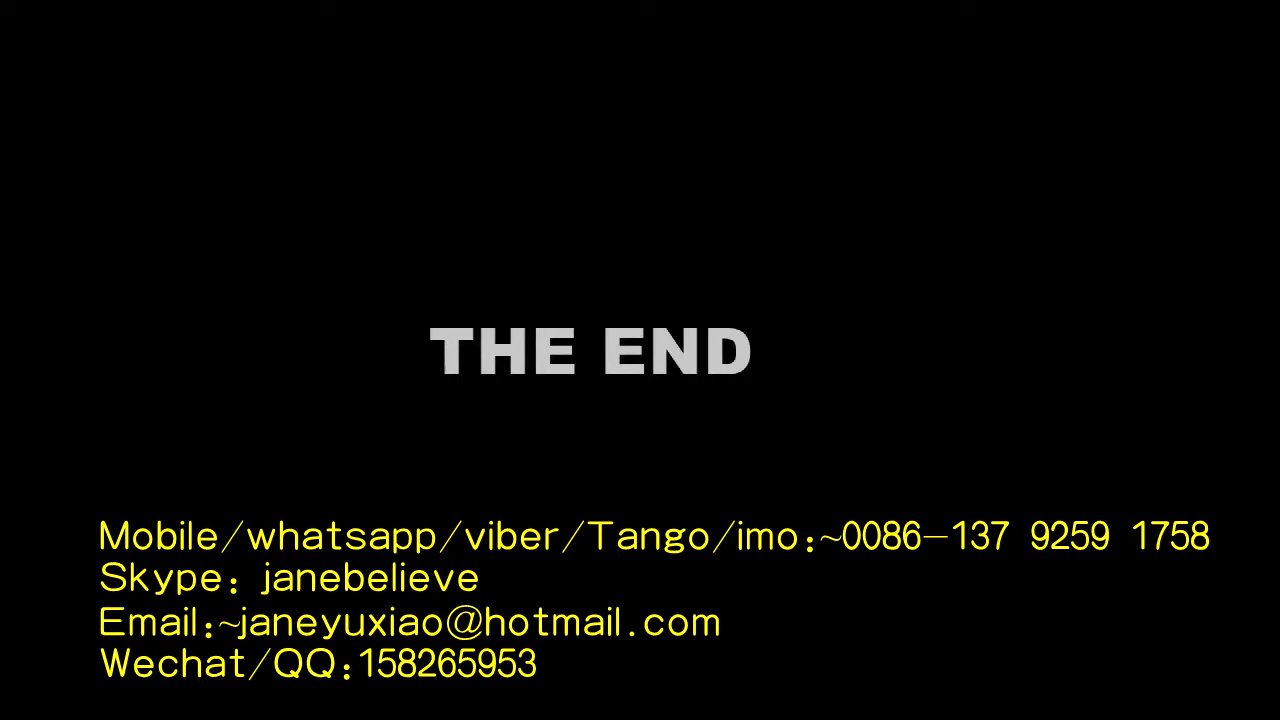 THE END
Mobile/whatsapp/viber/Tango/imo:~0086-137 9259 1758
Skype: janebelieve
Email:~janeyuxiao@hotmail.com
Wechat/QQ:158265953